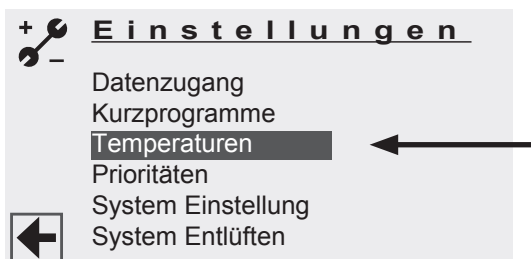 Einstellungen
Datenzugang
Kurzprogramme
Temperaturen
Prioritäten
System Einstellung
System Entlüften